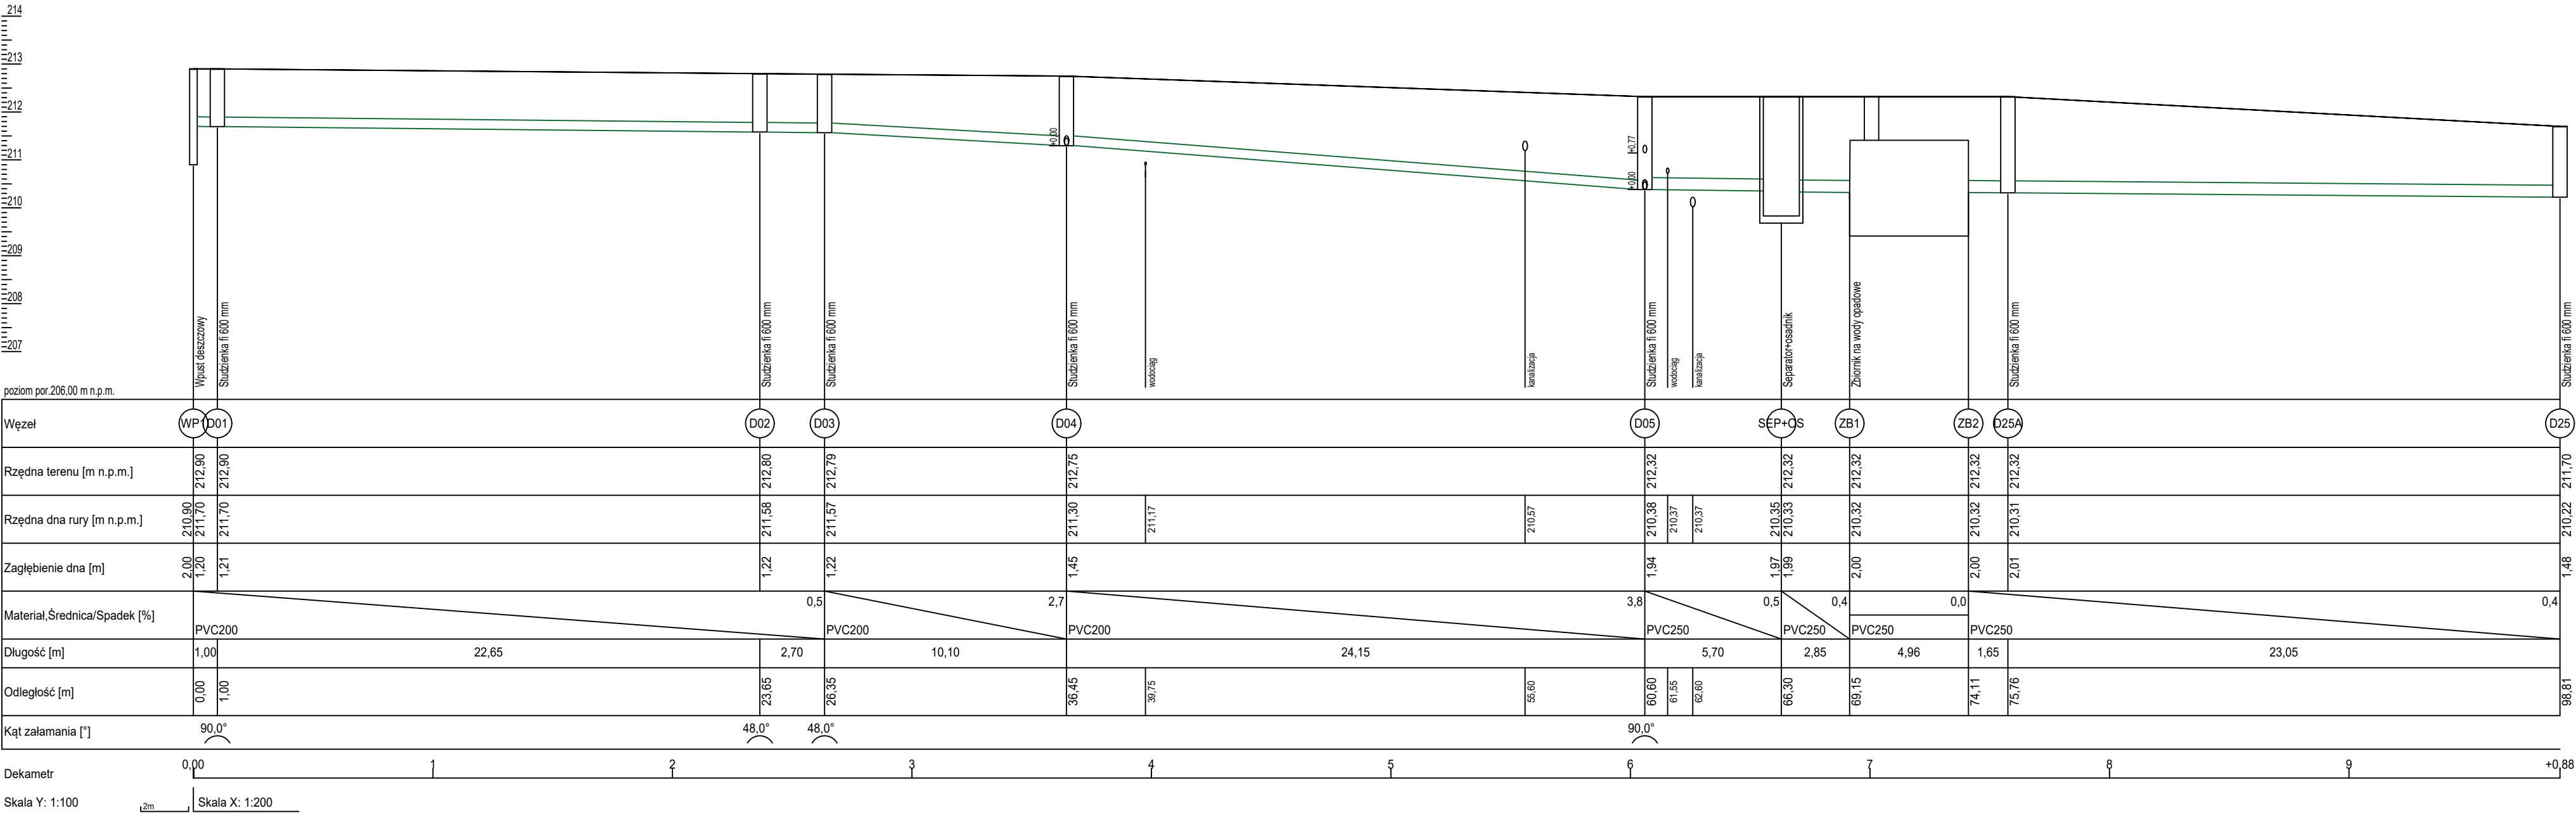 214
213
212
211
210
209
208
207
+0,00
+0,77
+0,00
Wpust deszczowy
Studzienka fi 600 mm
Studzienka fi 600 mm
Studzienka fi 600 mm
Studzienka fi 600 mm
wodociąg
kanalizacja
Studzienka fi 600 mm
wodociąg
kanalizacja
Separator+osadnik
Zbiornik na wody opadowe
Studzienka fi 600 mm
Studzienka fi 600 mm
poziom por.206,00 m n.p.m.
Węzeł WP1 D01 D02 D03 D04 D05 SEP+OS ZB1 ZB2 D25A D25
Rzędna terenu [m n.p.m.] 212,90 212,90 212,80 212,79 212,75 212,32 212,32 212,32 212,32 212,32 211,70
Rzędna dna rury [m n.p.m.] 210,90 211,70 211,70 211,58 211,57 211,30 211,17 210,57 210,38 210,37 210,37 210,35 210,33 210,32 210,32 210,31 210,22
Zagłębienie dna [m] 2,00 1,20 1,21 1,22 1,22 1,45 1,94 1,97 1,99 2,00 2,00 2,01 1,48
0,5 2,7 3,8 0,5 0,4 0,0 0,4
Materiał,Średnica/Spadek [%]
PVC200 PVC200 PVC200 PVC250 PVC250 PVC250 PVC250
Długość [m] 1,00 22,65 2,70 10,10 24,15 5,70 2,85 4,96 1,65 23,05
Odległość [m] 0,00 1,00 23,65 26,35 36,45 39,75 55,60 60,60 61,55 62,60 66,30 69,15 74,11 75,76 98,81
Kąt załamania [°] 90,0° 48,0° 48,0° 90,0°
Dekametr 0,00 1 2 3 4 5 6 7 8 9 +0,88
Skala Y: 1:100 2m Skala X: 1:200